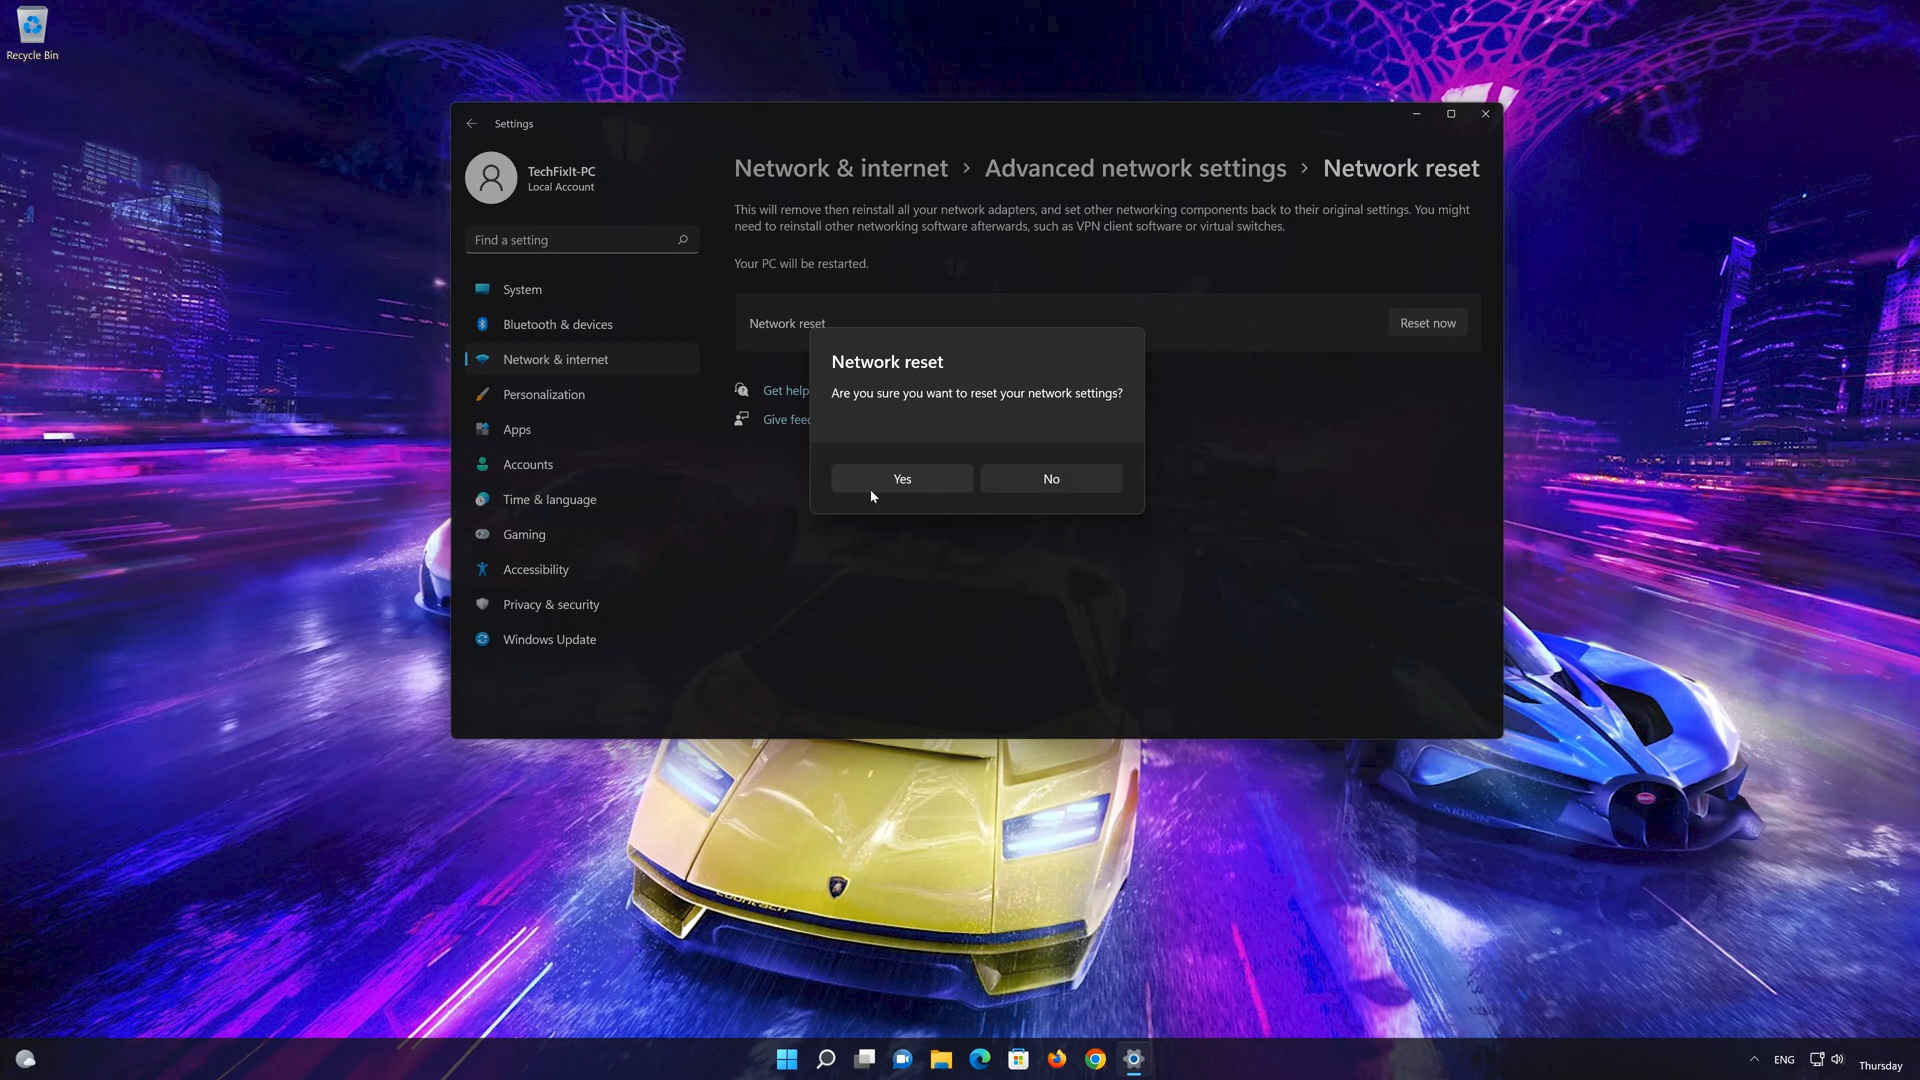 Recycle Bin
Settings
TechFixIt-PC
Local Account
Find a setting
System
Bluetooth & devices
Network & internet
Personalization
Apps
Accounts
Time & language
Gaming
Accessibility
Privacy & security
Windows Update
Network & internet › Advanced network settings › Network reset
This will remove then reinstall all your network adapters, and set other networking components back to their original settings. You might
need to reinstall other networking software afterwards, such as VPN client software or virtual switches.
Your PC will be restarted.
Network reset
Reset now
Get help
Give feed
Network reset
Are you sure you want to reset your network settings?
Yes
No
CARBON
ENG
Thursday